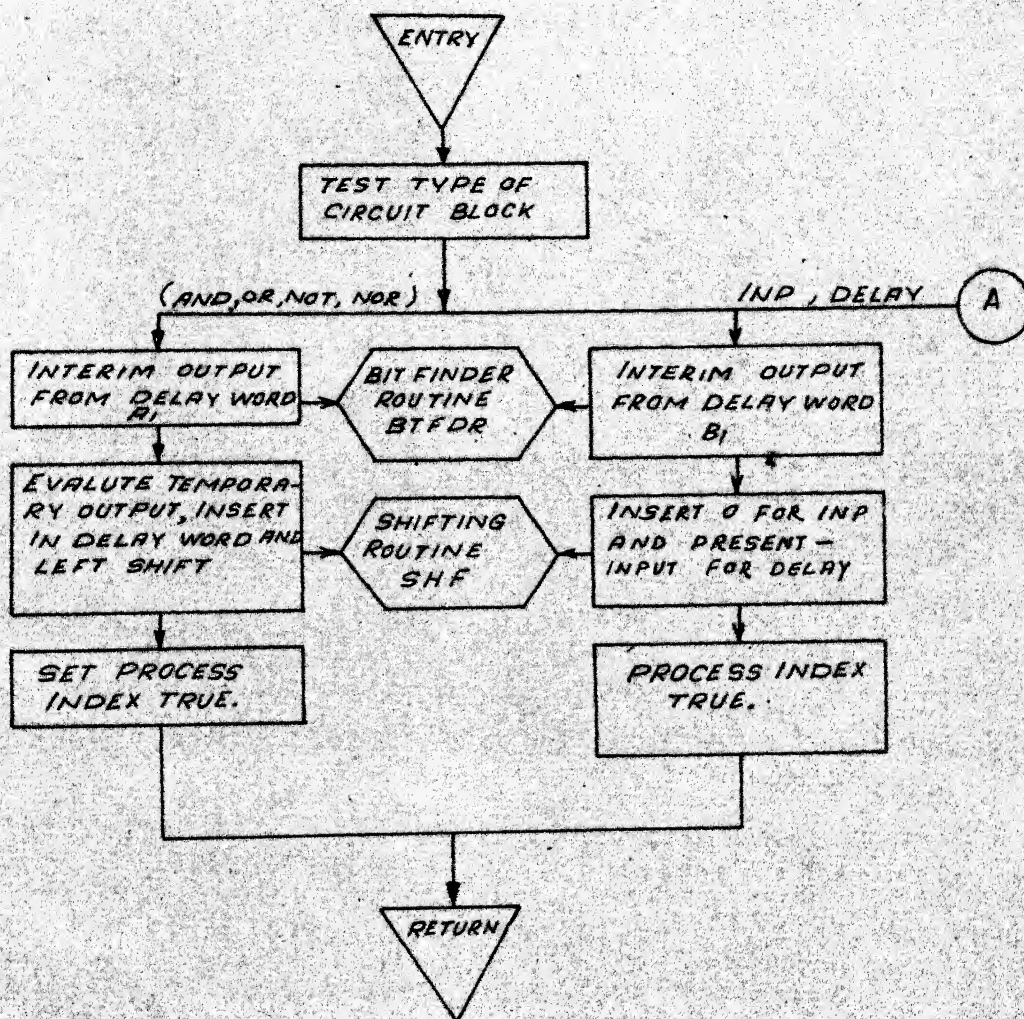 ENTRY
TEST TYPE OF
CIRCUIT BLOCK
(AND,OR,NOT, NOR)
INP , DELAY
A
INTERIM OUTPUT
FROM DELAY WORD
A1
BIT FINDER
ROUTINE
BTFDR
INTERIM OUTPUT
FROM DELAY WORD
B1
EVALUTE TEMPORA-
RY OUTPUT, INSERT
IN DELAY WORD AND
LEFT SHIFT
SHIFTING
ROUTINE
SHF
INSERT 0 FOR INP
AND PRESENT-
INPUT FOR DELAY
SET PROCESS
INDEX TRUE.
PROCESS INDEX
TRUE.
RETURN